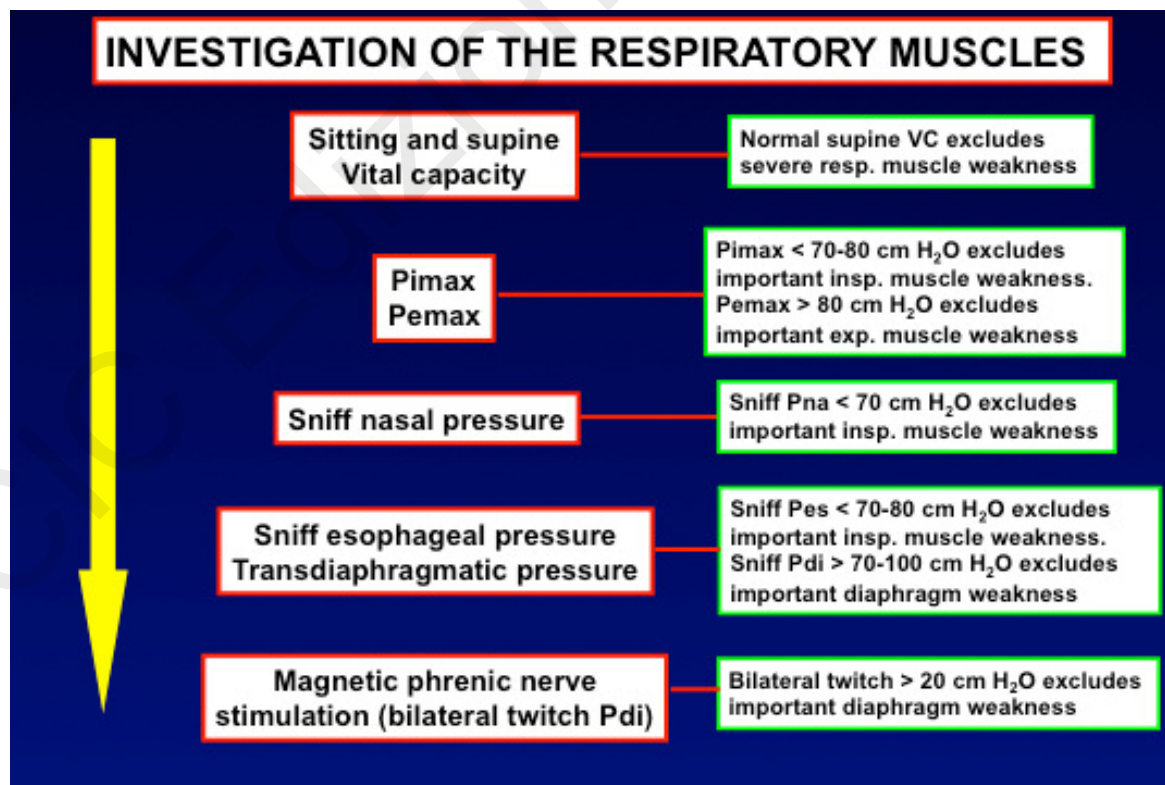 INVESTIGATION OF THE RESPIRATORY MUSCLES
Sitting and supine
Vital capacity
Normal supine VC excludes
severe resp. muscle weakness
Pimax
Pemax
Pimax < 70-80 cm H₂O excludes
important insp. muscle weakness.
Pemax > 80 cm H₂O excludes
important exp. muscle weakness
Sniff nasal pressure
Sniff Pna < 70 cm H₂O excludes
important insp. muscle weakness
Sniff esophageal pressure
Transdiaphragmatic pressure
Sniff Pes < 70-80 cm H₂O excludes
important insp. muscle weakness.
Sniff Pdi > 70-100 cm H₂O excludes
important diaphragm weakness
Magnetic phrenic nerve
stimulation (bilateral twitch Pdi)
Bilateral twitch > 20 cm H₂O excludes
important diaphragm weakness
CIC Edizioni